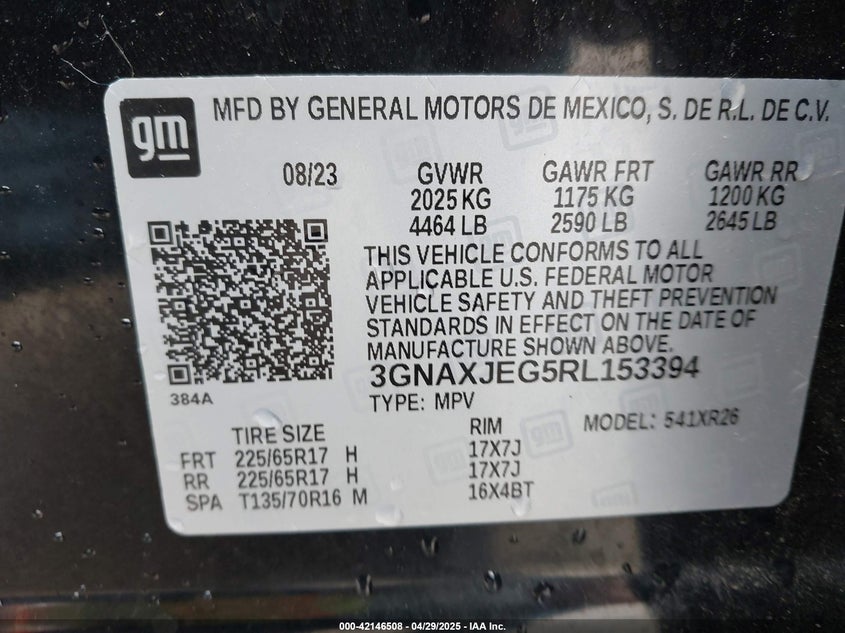 gm
MFD BY GENERAL MOTORS DE MEXICO, S. DE R.L. DE C.V.
08/23 GVWR GAWR FRT GAWR RR
2025 KG 1175 KG 1200 KG
4464 LB 2590 LB 2645 LB
THIS VEHICLE CONFORMS TO ALL
APPLICABLE U.S. FEDERAL MOTOR
VEHICLE SAFETY AND THEFT PREVENTION
STANDARDS IN EFFECT ON THE DATE OF
MANUFACTURE SHOWN ABOVE.
3GNAXJEG5RL153394
384A
TYPE: MPV
TIRE SIZE RIM MODEL: 541XR26
FRT 225/65R17 H 17X7J
RR 225/65R17 H 17X7J
SPA T135/70R16 M 16X4BT
000-42146508 - 04/29/2025 - IAA Inc.